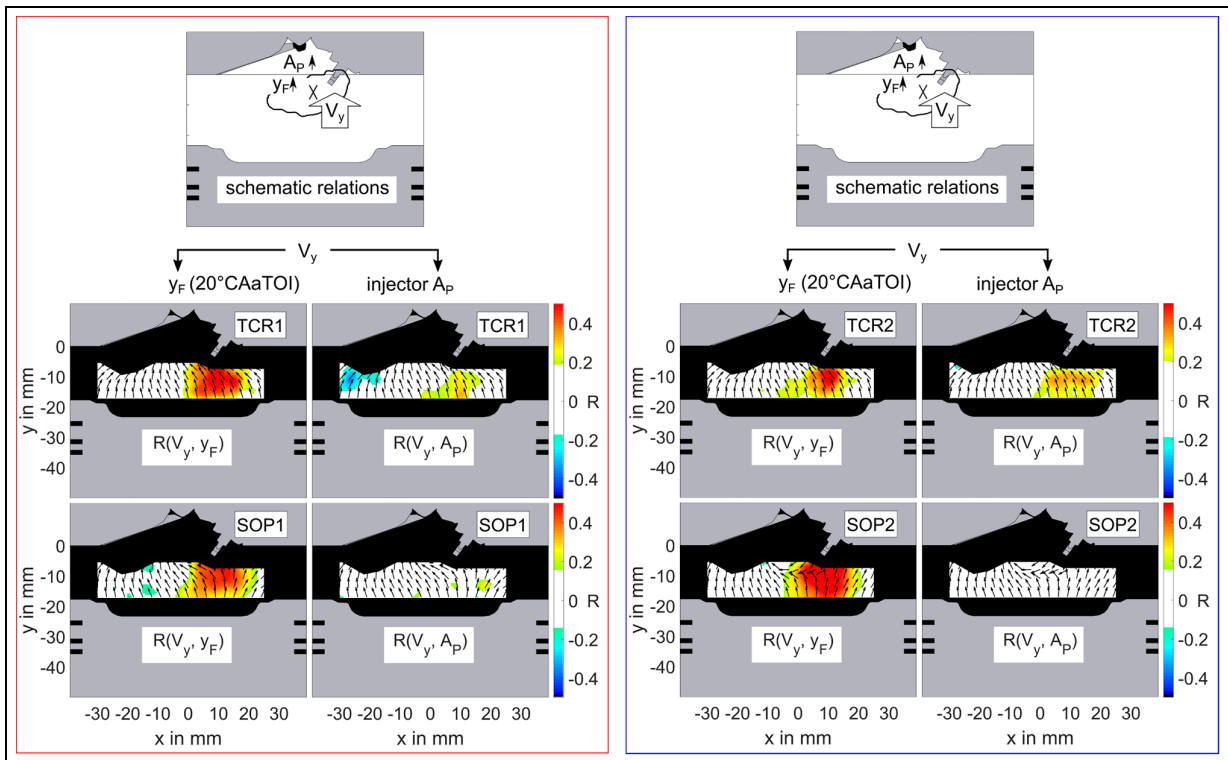 A_P
y_F
X
V_y
schematic relations
V_y
y_F (20°CAaTOI)
injector A_P
TCR1
TCR1
0
-10
-20
-30
-40
y in mm
R(V_y, y_F)
R(V_y, A_P)
0.4
0.2
0 R
-0.2
-0.4
SOP1
SOP1
0
-10
-20
-30
-40
y in mm
R(V_y, y_F)
R(V_y, A_P)
0.4
0.2
0 R
-0.2
-0.4
-30 -20 -10 0 10 20 30
-30 -20 -10 0 10 20 30
x in mm
x in mm
A_P
y_F
X
V_y
schematic relations
V_y
y_F (20°CAaTOI)
injector A_P
TCR2
TCR2
0
-10
-20
-30
-40
y in mm
R(V_y, y_F)
R(V_y, A_P)
0.4
0.2
0 R
-0.2
-0.4
SOP2
SOP2
0
-10
-20
-30
-40
y in mm
R(V_y, y_F)
R(V_y, A_P)
0.4
0.2
0 R
-0.2
-0.4
-30 -20 -10 0 10 20 30
-30 -20 -10 0 10 20 30
x in mm
x in mm